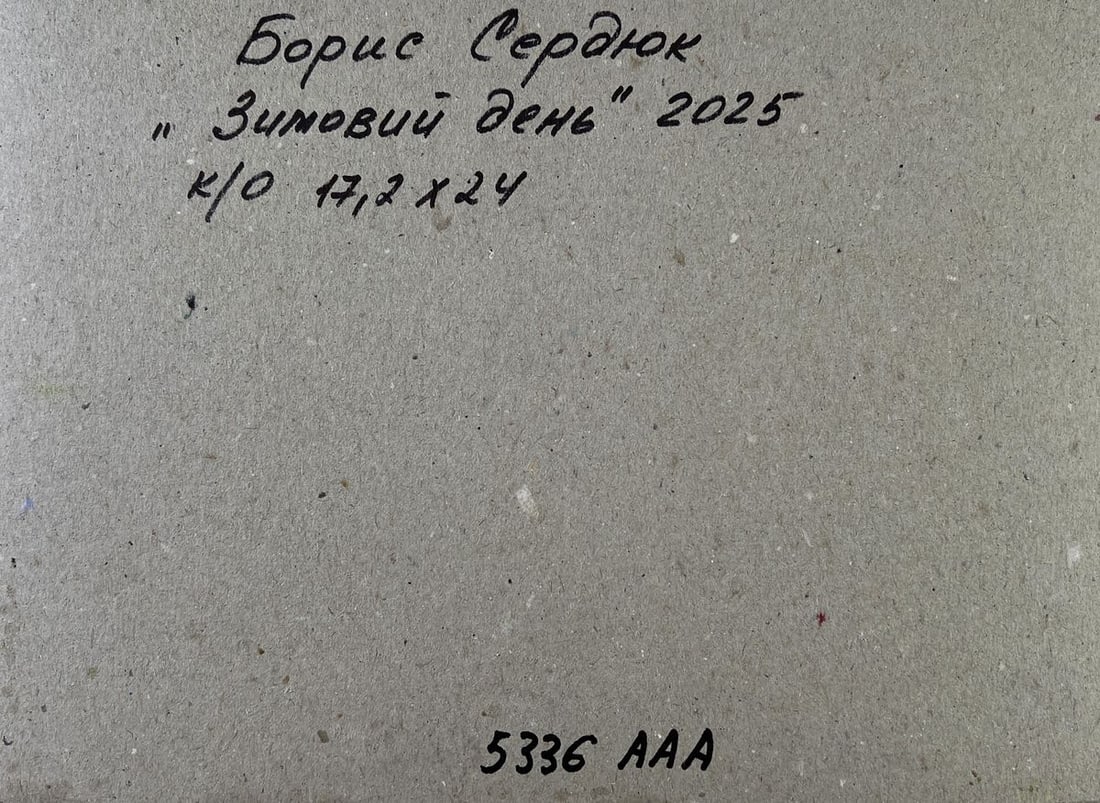 Борис Сердюк
„Зимовий день" 2025
к/о 17,2 х 24
5336 ААА